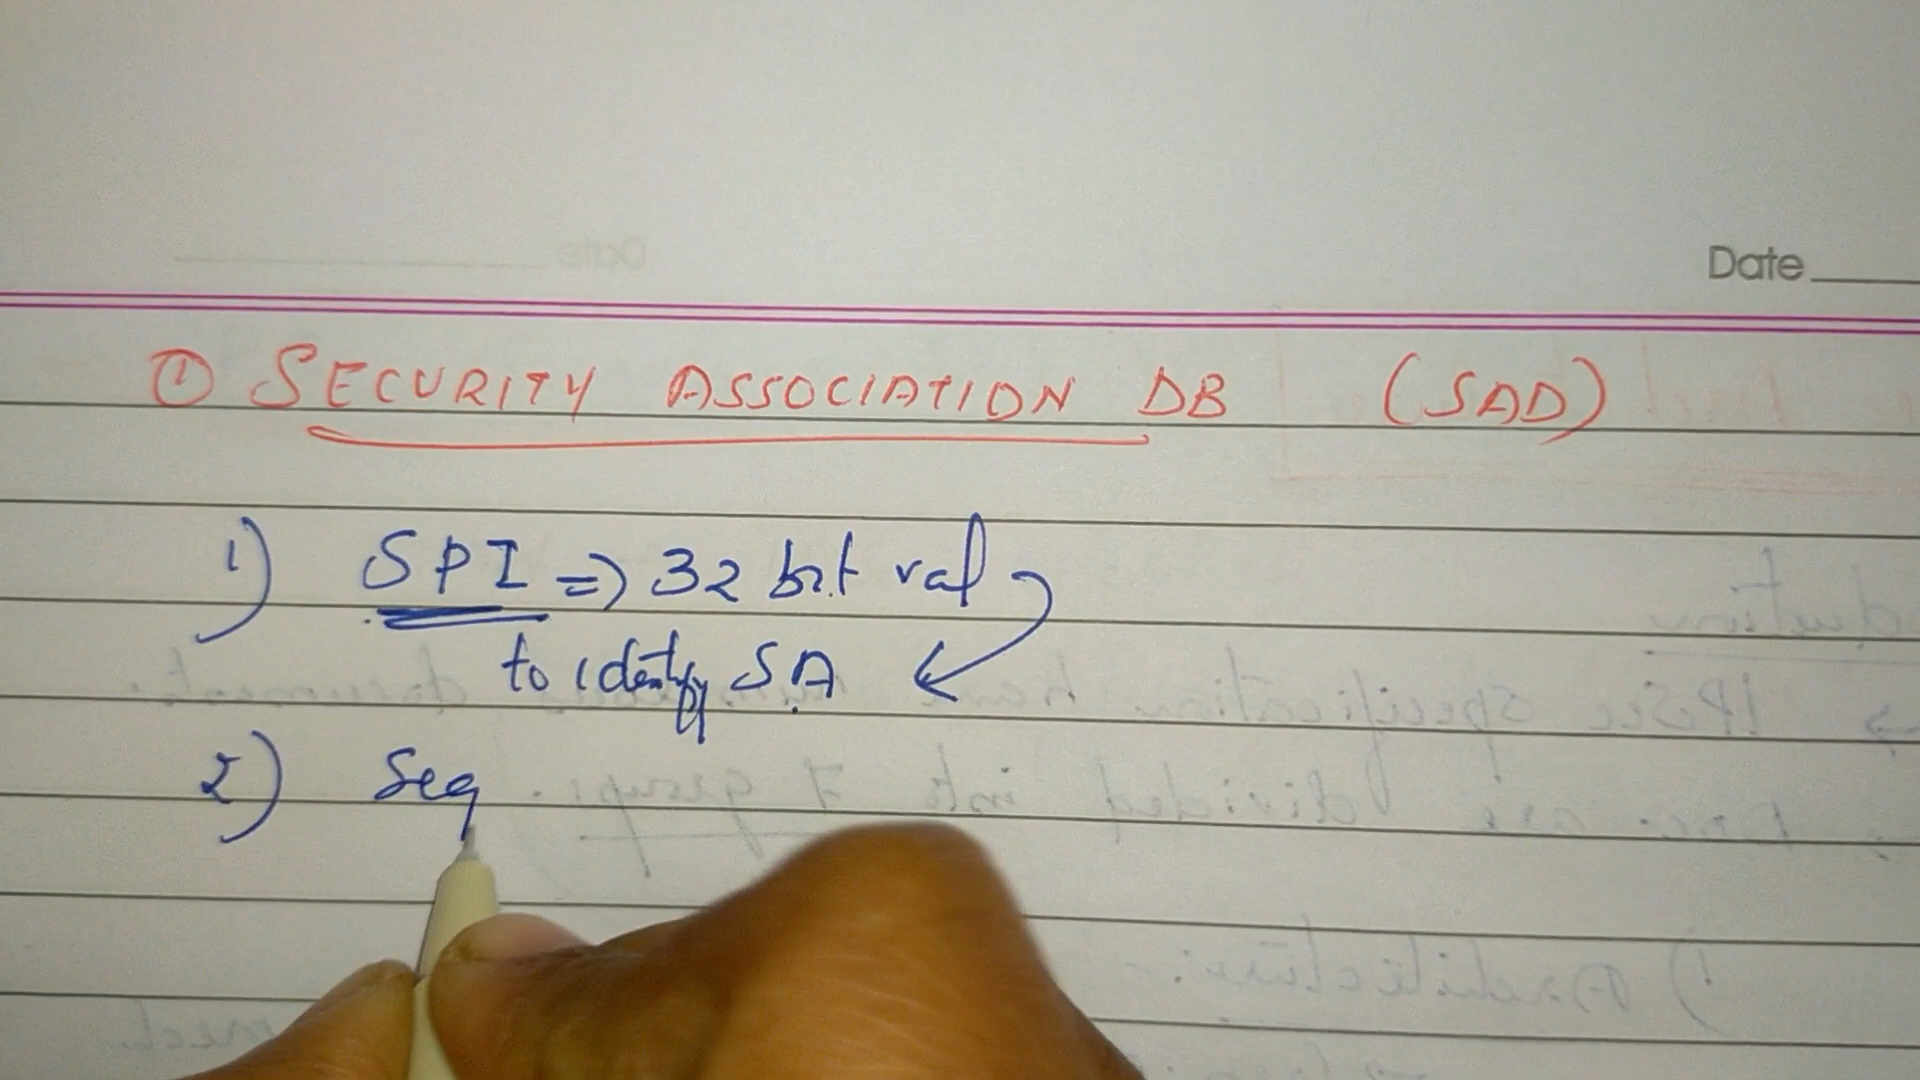 Date
① SECURITY ASSOCIATION DB (SAD)
1) SPI => 32 bit val
to identify SA
2) Seq